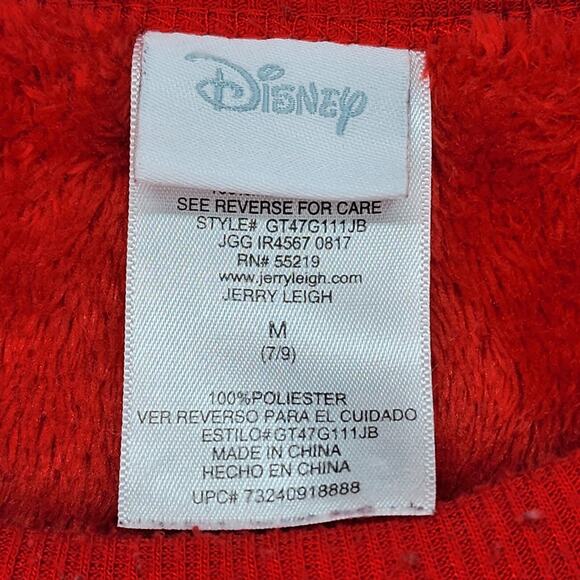 Disney
SEE REVERSE FOR CARE
STYLE# GT47G111JB
JGG IR4567 0817
RN# 55219
www.jerryleigh.com
JERRY LEIGH
M
(7/9)
100%POLIESTER
VER REVERSO PARA EL CUIDADO
ESTILO#GT47G111JB
MADE IN CHINA
HECHO EN CHINA
UPC# 73240918888